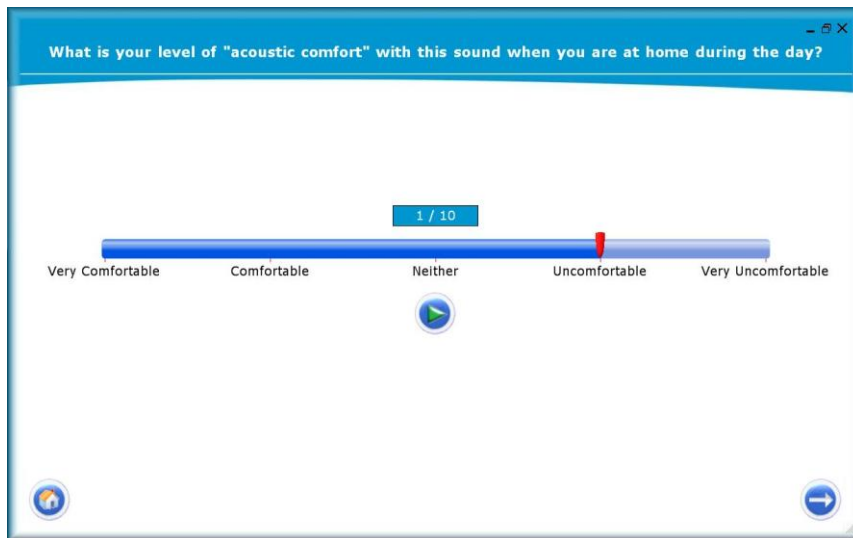 What is your level of "acoustic comfort" with this sound when you are at home during the day?
1 / 10
Very Comfortable Comfortable Neither Uncomfortable Very Uncomfortable